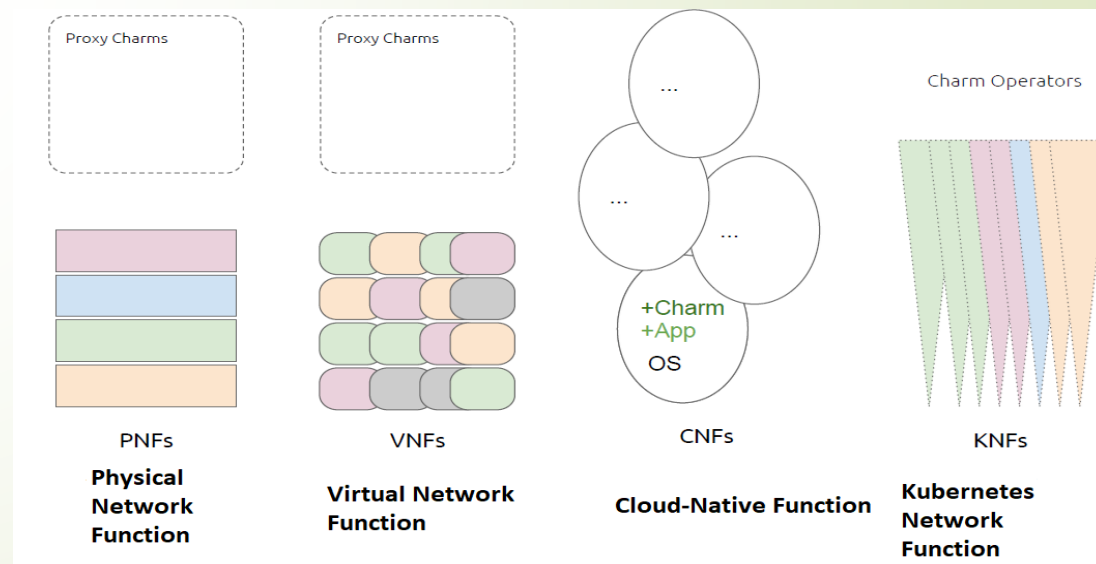 Proxy Charms
Proxy Charms
...
...
...
+Charm
+App
OS
Charm Operators
PNFs
VNFs
CNFs
KNFs
Physical
Network
Function
Virtual Network
Function
Cloud-Native Function
Kubernetes
Network
Function